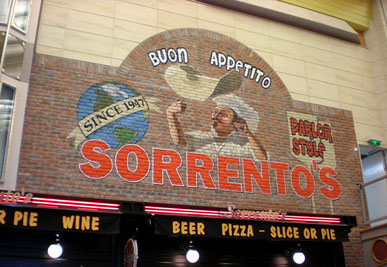 BUON APPETITO
SINCE 1947
PARLOR
STYLE
SORRENTO'S
Sorrento's
R PIE WINE
BEER PIZZA - SLICE OR PIE